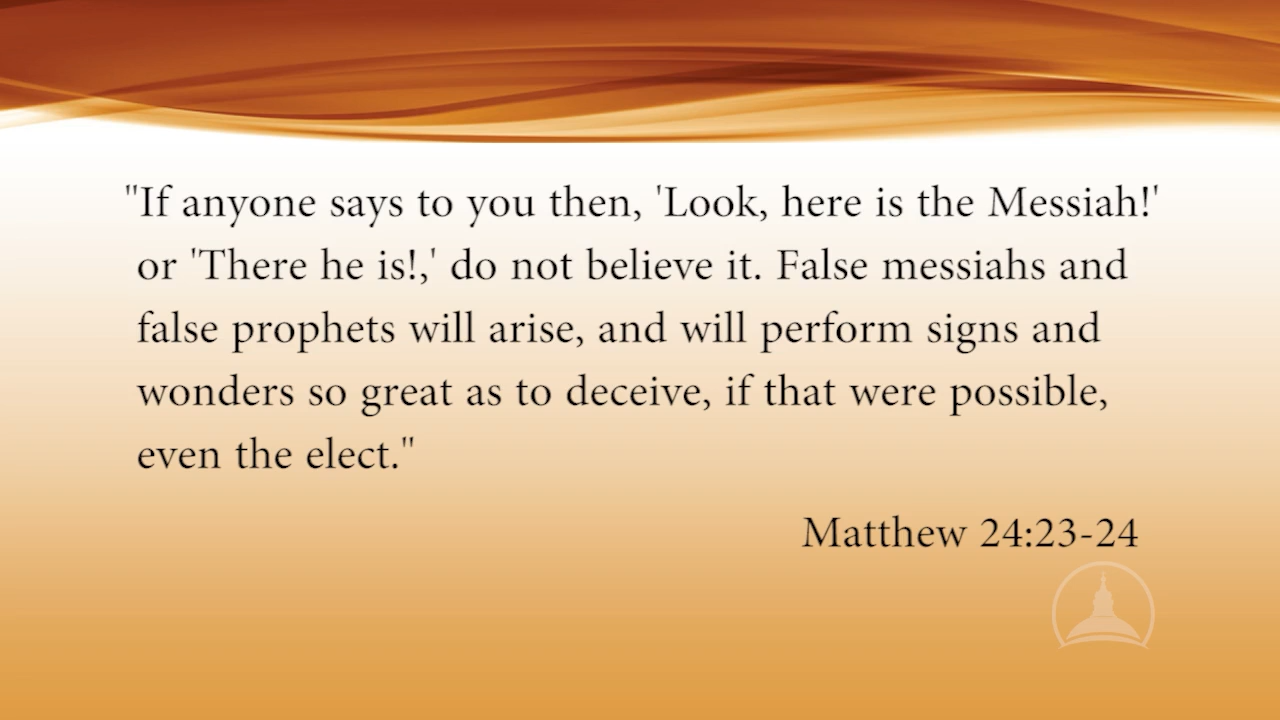 "If anyone says to you then, 'Look, here is the Messiah!'
or 'There he is!,' do not believe it. False messiahs and
false prophets will arise, and will perform signs and
wonders so great as to deceive, if that were possible,
even the elect."
Matthew 24:23-24